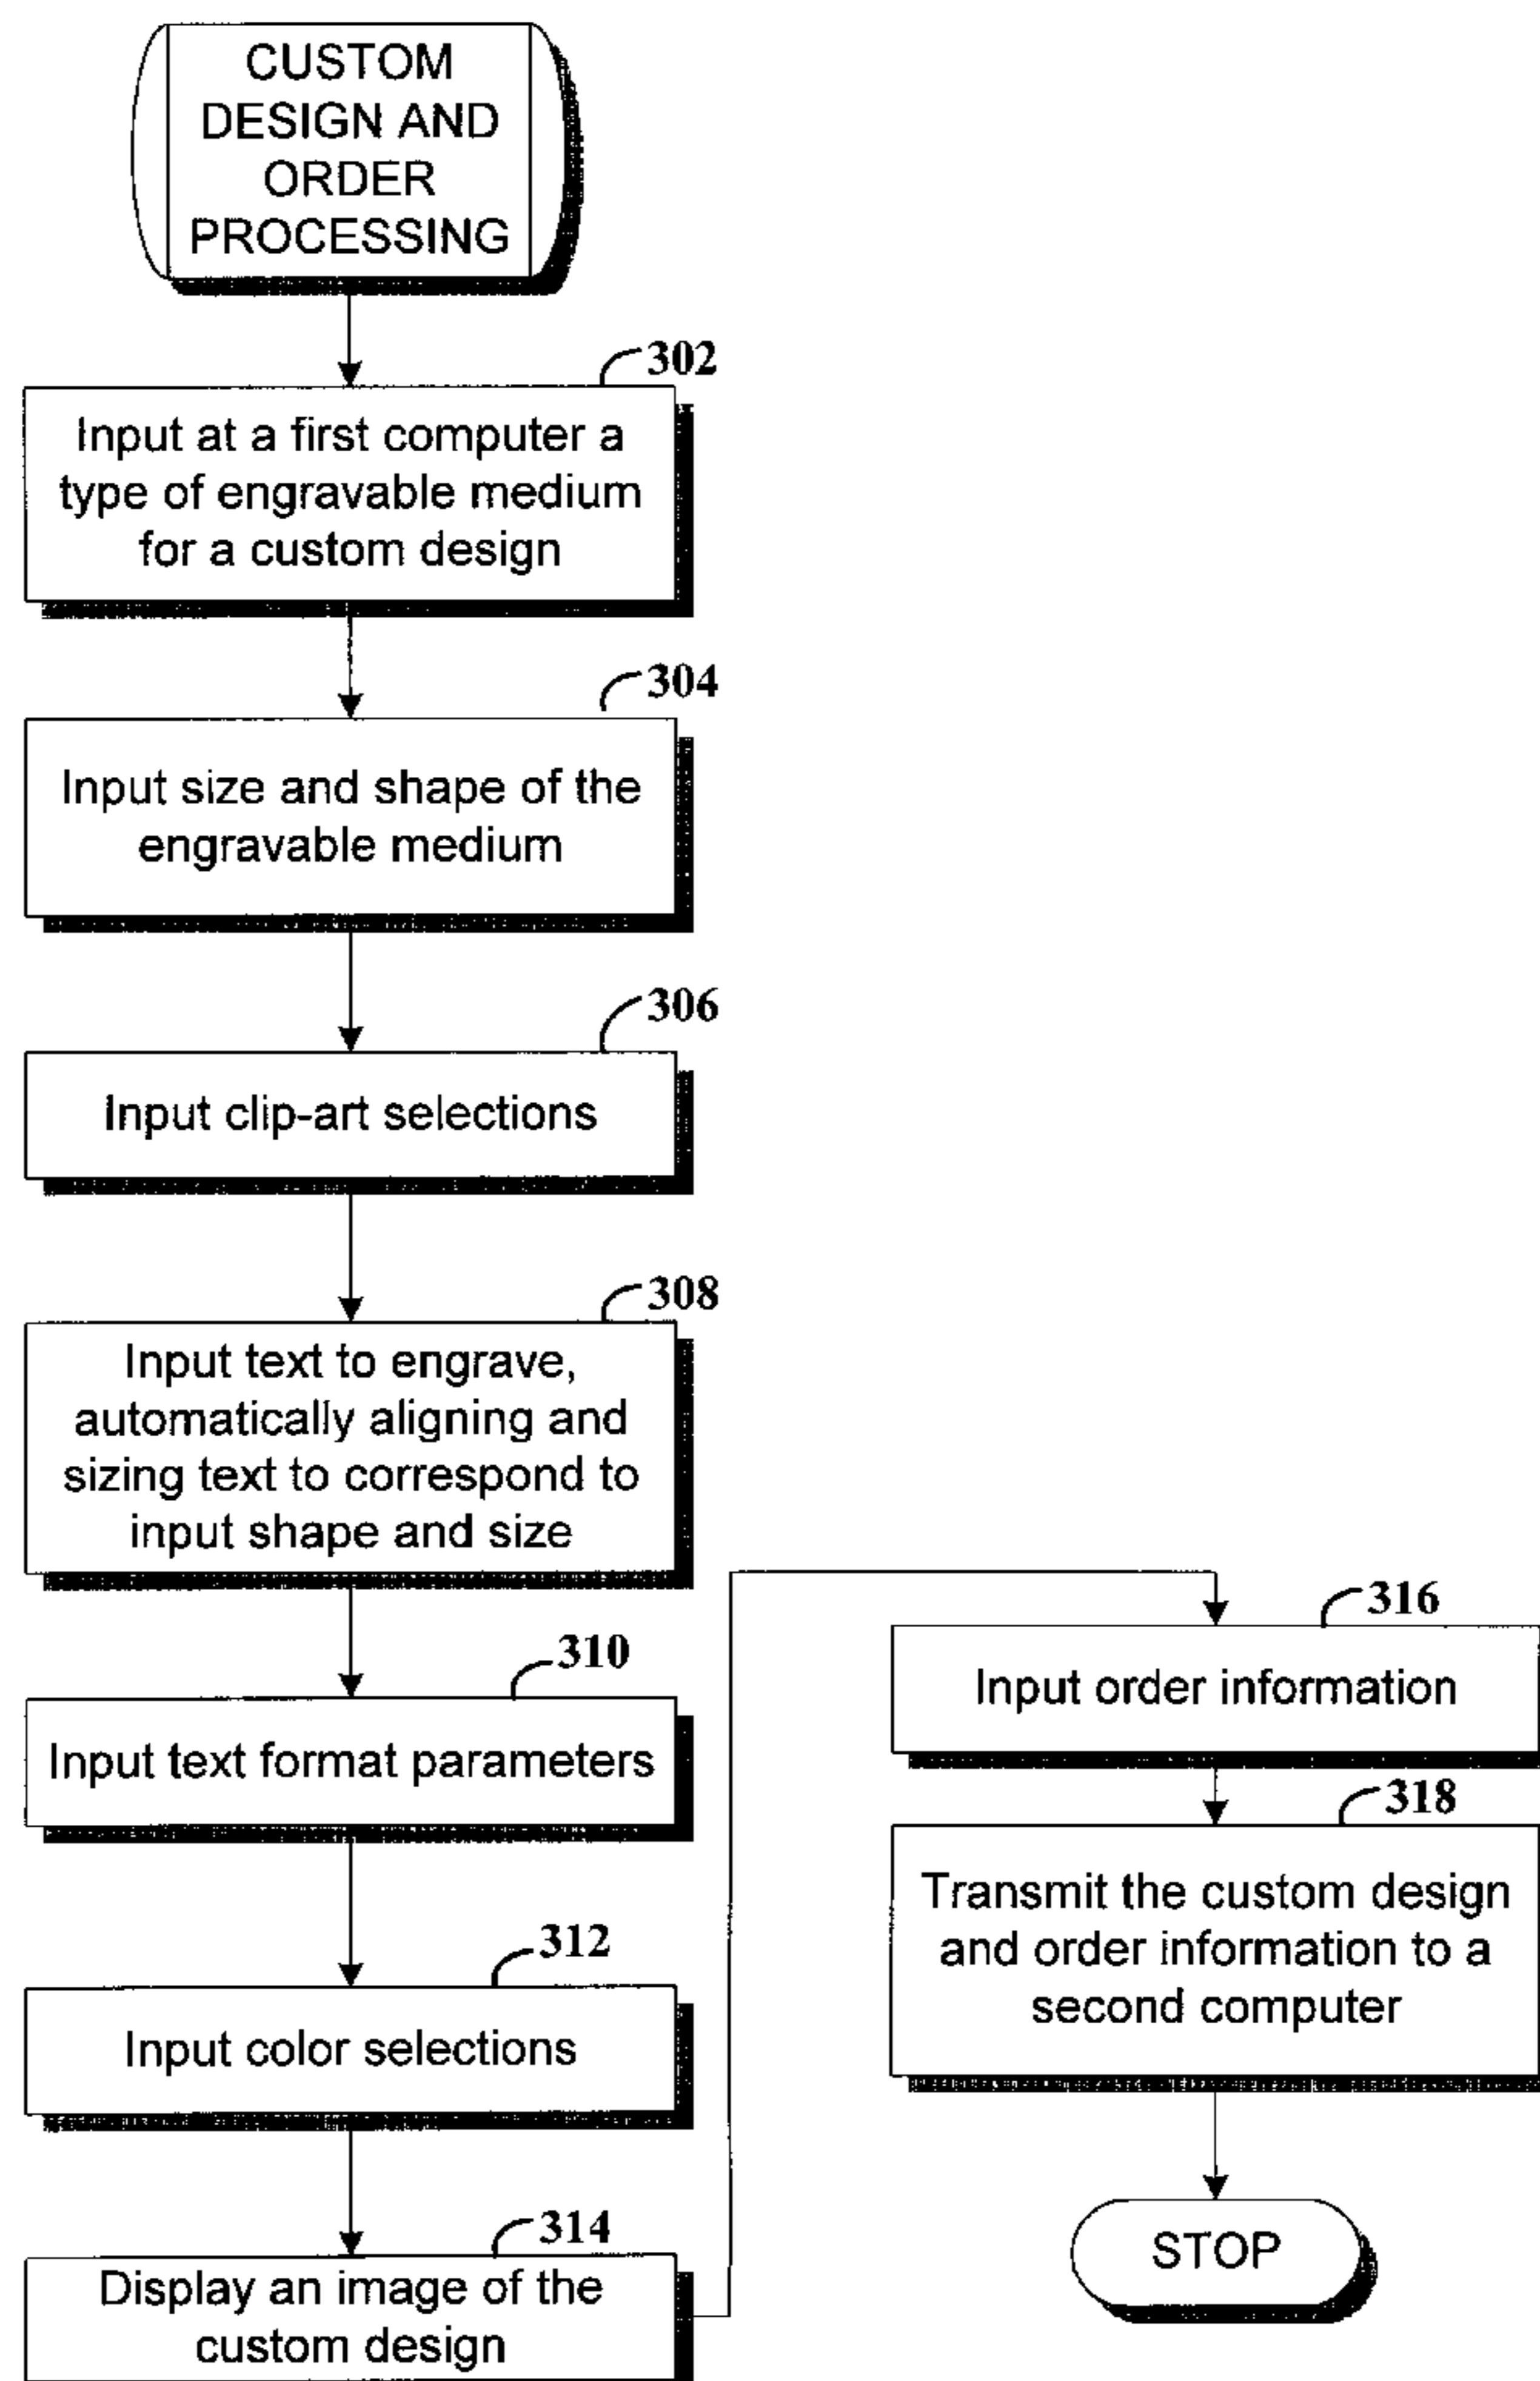 CUSTOM
DESIGN AND
ORDER
PROCESSING
302
Input at a first computer a
type of engravable medium
for a custom design
304
Input size and shape of the
engravable medium
306
Input clip-art selections
308
Input text to engrave,
automatically aligning and
sizing text to correspond to
input shape and size
310
Input text format parameters
312
Input color selections
314
Display an image of the
custom design
316
Input order information
318
Transmit the custom design
and order information to a
second computer
STOP